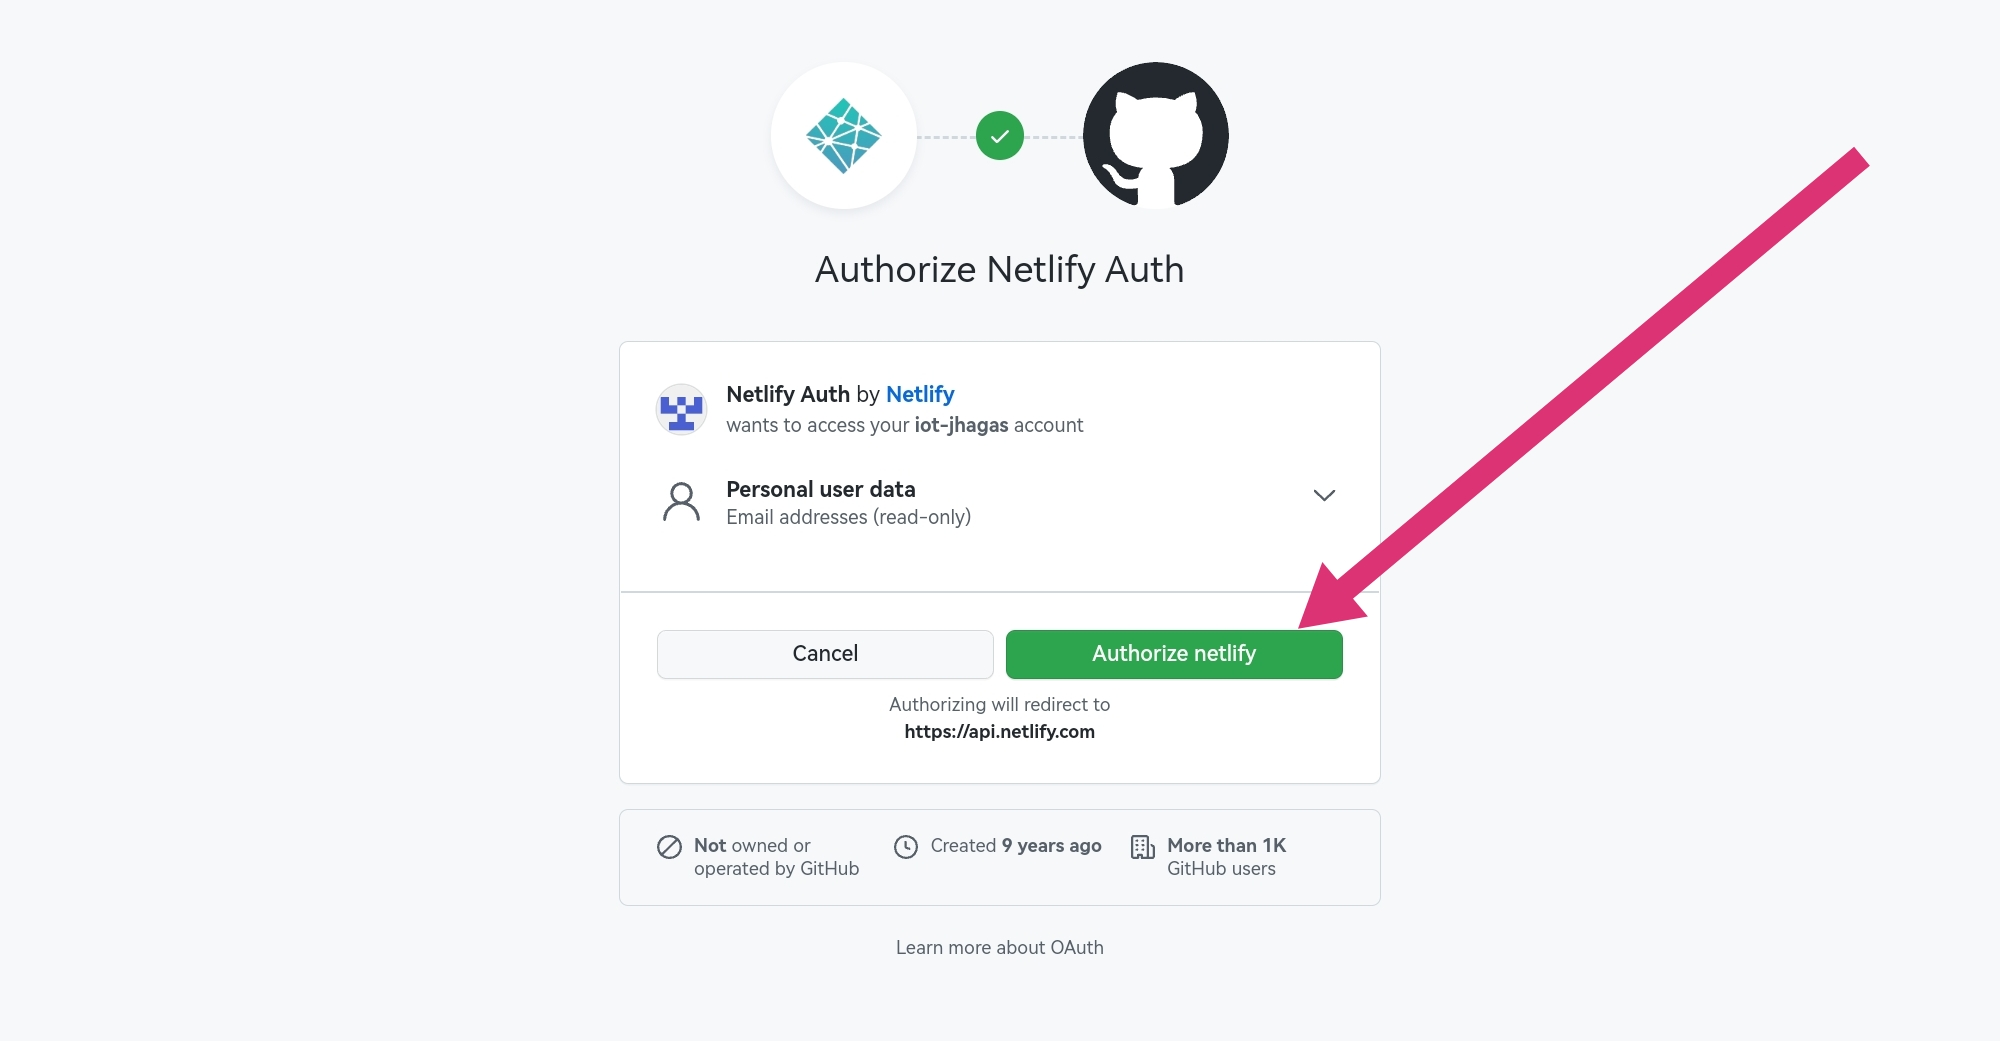 Authorize Netlify Auth
Netlify Auth by Netlify
wants to access your iot-jhagas account
Personal user data
Email addresses (read-only)
Cancel
Authorize netlify
Authorizing will redirect to
https://api.netlify.com
Not owned or
operated by GitHub
Created 9 years ago
More than 1K
GitHub users
Learn more about OAuth